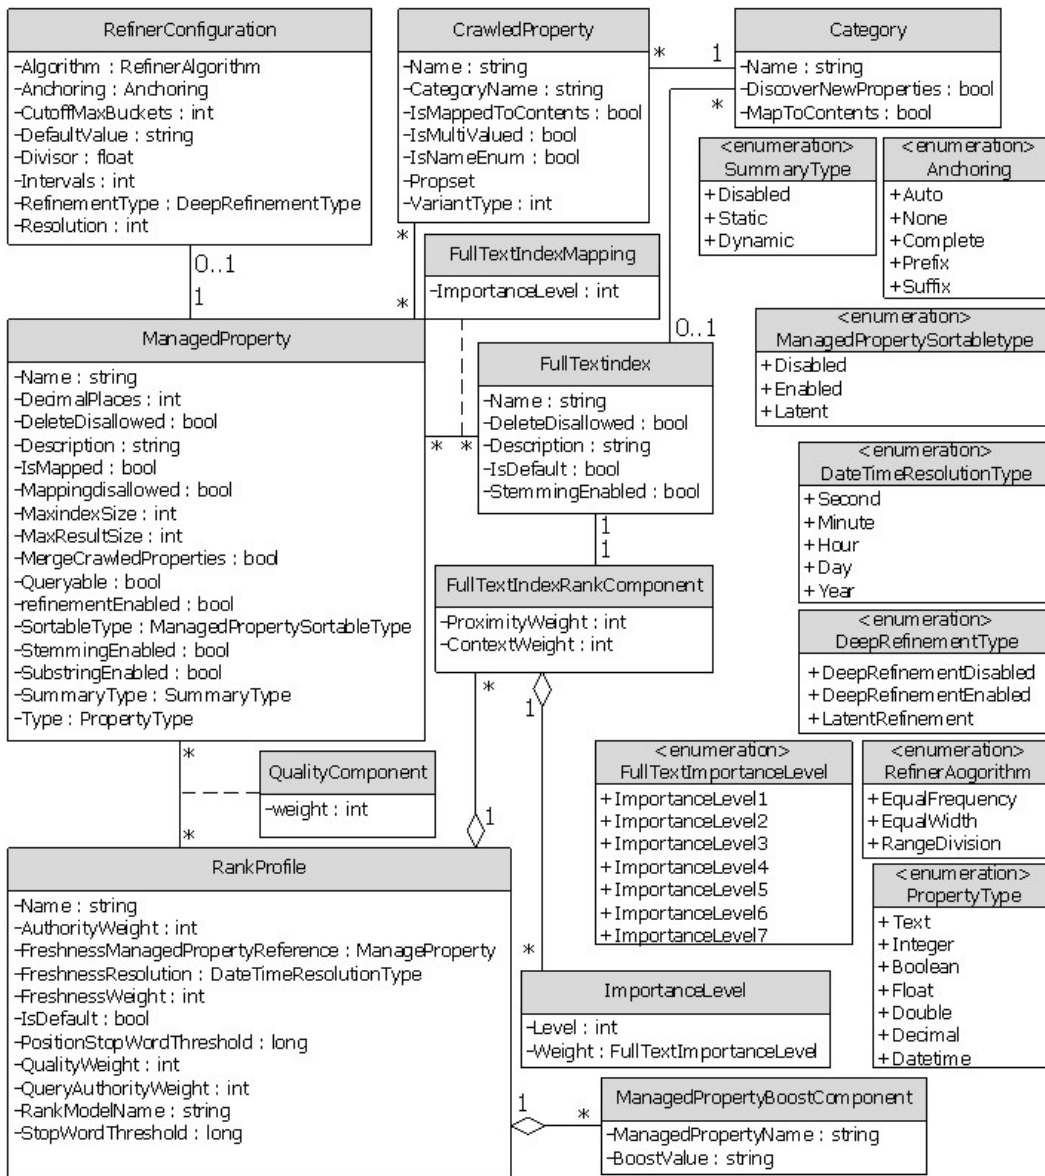 RefinerConfiguration
-Algorithm : RefinerAlgorithm
-Anchoring : Anchoring
-CutoffMaxBuckets : int
-DefaultValue : string
-Divisor : float
-Intervals : int
-RefinementType : DeepRefinementType
-Resolution : int
CrawledProperty
-Name : string
-CategoryName : string
-IsMappedToContents : bool
-IsMultiValued : bool
-IsNameEnum : bool
-Propset
-VariantType : int
*
1
Category
-Name : string
-DiscoverNewProperties : bool
-MapToContents : bool
*
<enumeration>
SummaryType
+Disabled
+Static
+Dynamic
<enumeration>
Anchoring
+Auto
+None
+Complete
+Prefix
+Suffix
0..1
1
*
*
FullTextIndexMapping
-ImportanceLevel : int
0..1
<enumeration>
ManagedPropertySortabletype
+Disabled
+Enabled
+Latent
ManagedProperty
-Name : string
-DecimalPlaces : int
-DeleteDisallowed : bool
-Description : string
-IsMapped : bool
-Mappingdisallowed : bool
-MaxindexSize : int
-MaxResultSize : int
-MergeCrawledProperties : bool
-Queryable : bool
-refinementEnabled : bool
-SortableType : ManagedPropertySortableType
-StemmingEnabled : bool
-SubstringEnabled : bool
-SummaryType : SummaryType
-Type : PropertyType
* *
FullTextindex
-Name : string
-DeleteDisallowed : bool
-Description : string
-IsDefault : bool
-StemmingEnabled : bool
1
1
<enumeration>
DateTimeResolutionType
+Second
+Minute
+Hour
+Day
+Year
FullTextIndexRankComponent
-ProximityWeight : int
-ContextWeight : int
*
1
<enumeration>
DeepRefinementType
+DeepRefinementDisabled
+DeepRefinementEnabled
+LatentRefinement
*
QualityComponent
-weight : int
*
1
<enumeration>
FullTextImportanceLevel
+ImportanceLevel1
+ImportanceLevel2
+ImportanceLevel3
+ImportanceLevel4
+ImportanceLevel5
+ImportanceLevel6
+ImportanceLevel7
<enumeration>
RefinerAogorithm
+EqualFrequency
+EqualWidth
+RangeDivision
<enumeration>
PropertyType
+Text
+Integer
+Boolean
+Float
+Double
+Decimal
+Datetime
RankProfile
-Name : string
-AuthorityWeight : int
-FreshnessManagedPropertyReference : ManageProperty
-FreshnessResolution : DateTimeResolutionType
-FreshnessWeight : int
-IsDefault : bool
-PositionStopWordThreshold : long
-QualityWeight : int
-QueryAuthorityWeight : int
-RankModelName : string
-StopWordThreshold : long
*
ImportanceLevel
-Level : int
-Weight : FullTextImportanceLevel
1
*
ManagedPropertyBoostComponent
-ManagedPropertyName : string
-BoostValue : string